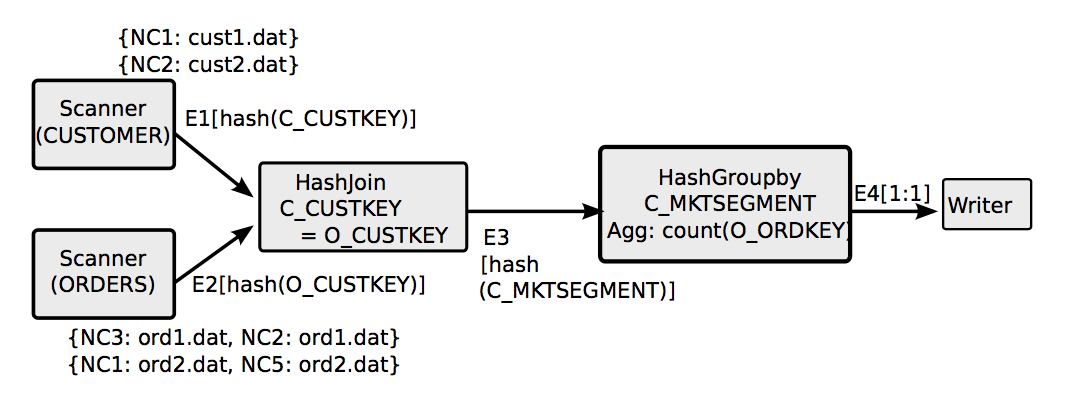 {NC1: cust1.dat}
{NC2: cust2.dat}
Scanner
(CUSTOMER)
E1[hash(C_CUSTKEY)]
HashJoin
C_CUSTKEY
= O_CUSTKEY
Scanner
(ORDERS)
E2[hash(O_CUSTKEY)]
{NC3: ord1.dat, NC2: ord1.dat}
{NC1: ord2.dat, NC5: ord2.dat}
E3
[hash
(C_MKTSEGMENT)]
HashGroupby
C_MKTSEGMENT
Agg: count(O_ORDKEY)
E4[1:1]
Writer